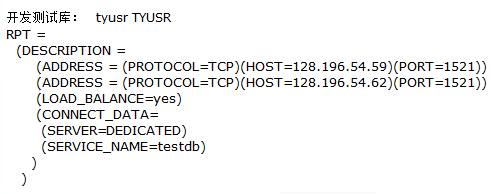 开发测试库： tyusr TYUSR
RPT =
(DESCRIPTION =
(ADDRESS = (PROTOCOL=TCP)(HOST=128.196.54.59)(PORT=1521))
(ADDRESS = (PROTOCOL=TCP)(HOST=128.196.54.62)(PORT=1521))
(LOAD_BALANCE=yes)
(CONNECT_DATA=
(SERVER=DEDICATED)
(SERVICE_NAME=testdb)
)
)